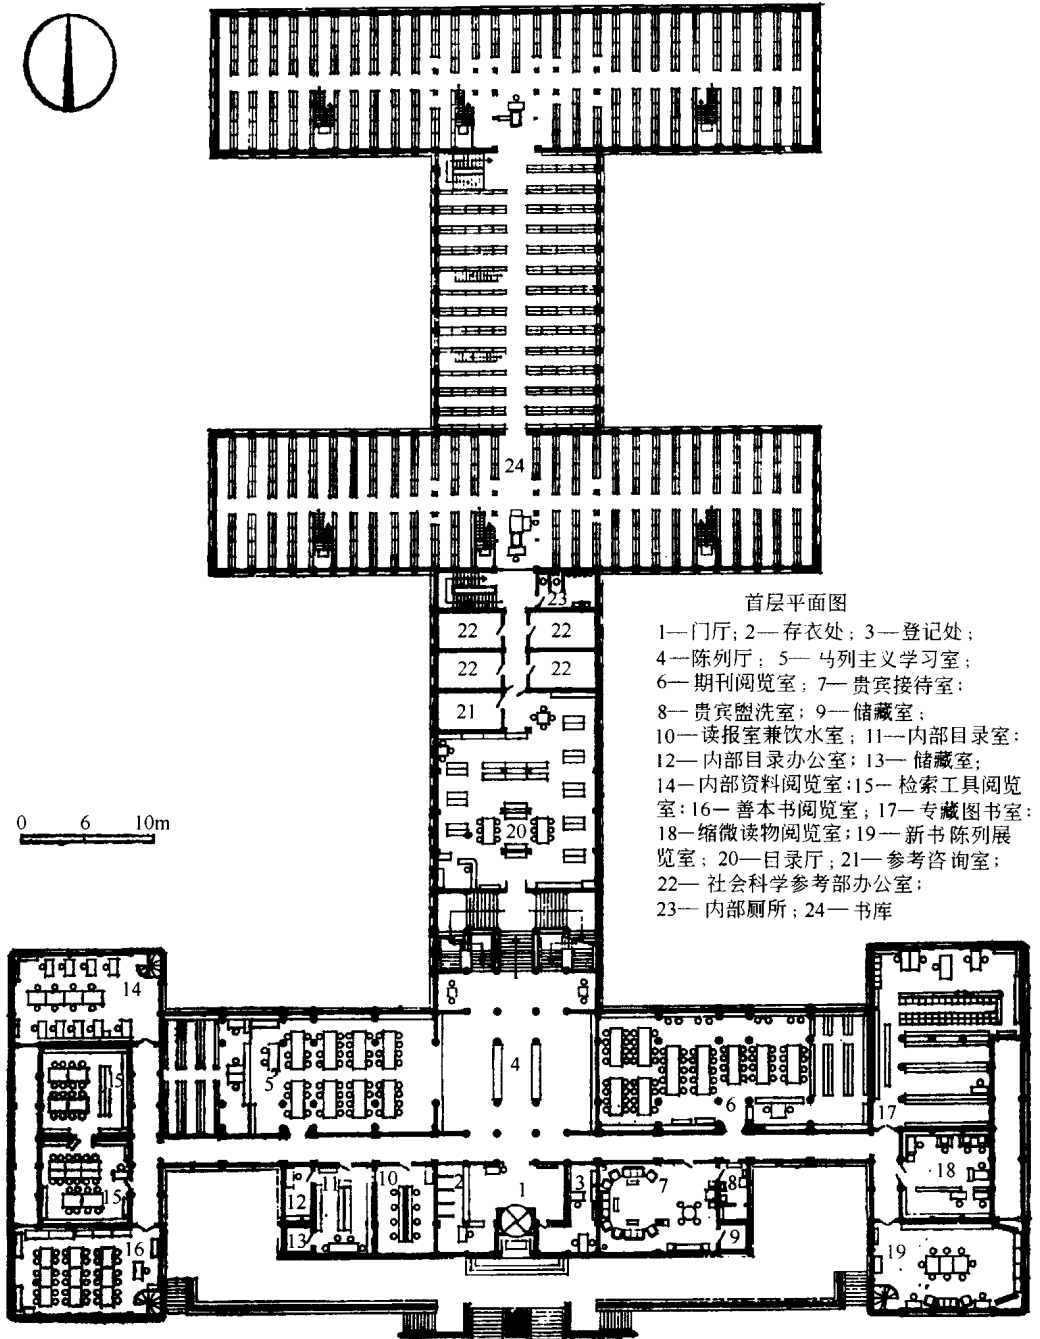 24
23
22 22
22 22
21
20
0 6 10m
首层平面图
1—门厅; 2—存衣处; 3—登记处;
4—陈列厅; 5—马列主义学习室;
6—期刊阅览室; 7—贵宾接待室:
8—贵宾盥洗室; 9—储藏室;
10—读报室兼饮水室; 11—内部目录室:
12—内部目录办公室; 13—储藏室;
14—内部资料阅览室:15—检索工具阅览
室:16—善本书阅览室; 17—专藏图书室:
18—缩微读物阅览室; 19—新书陈列展
览室; 20—目录厅; 21—参考咨询室;
22—社会科学参考部办公室;
23—内部厕所; 24—书库
14
15
5
4
6
17
15
16
12
11
13
10
2
1
3
7
8
9
18
19